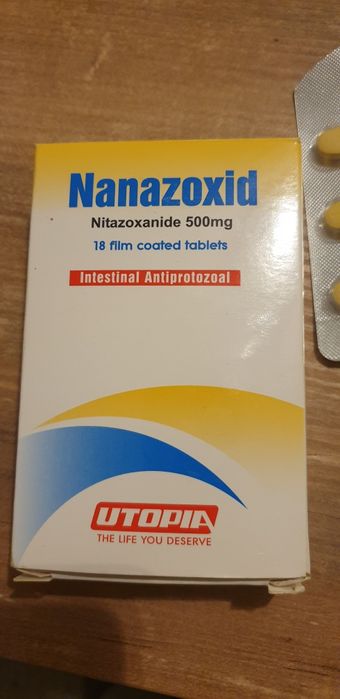 Nanazoxid
Nitazoxanide 500mg
18 film coated tablets
Intestinal Antiprotozoal
UTOPIA
THE LIFE YOU DESERVE